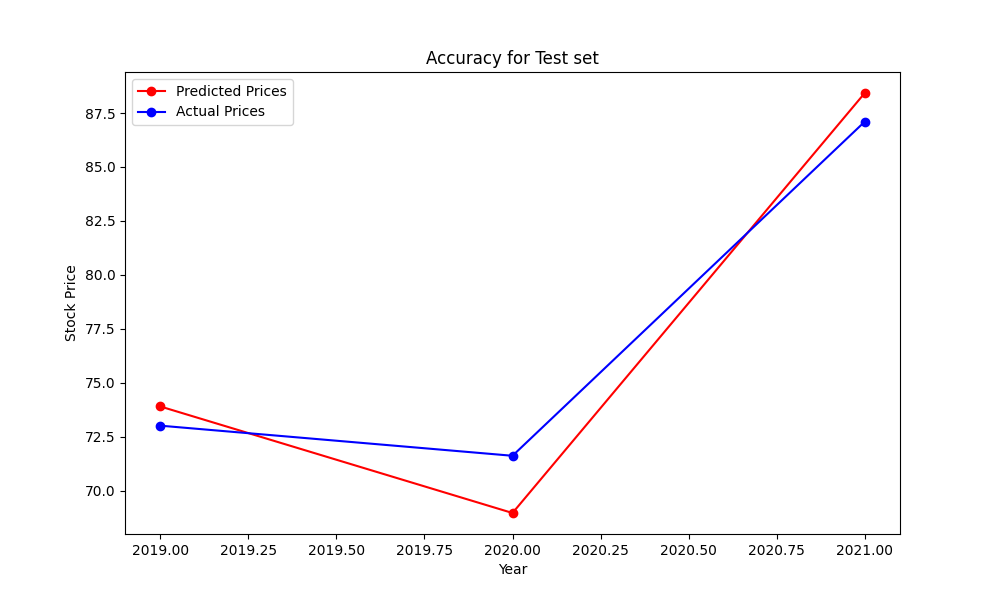 Accuracy for Test set
Predicted Prices
Actual Prices
87.5
85.0
82.5
80.0
77.5
75.0
72.5
70.0
Stock Price
2019.00 2019.25 2019.50 2019.75 2020.00 2020.25 2020.50 2020.75 2021.00
Year